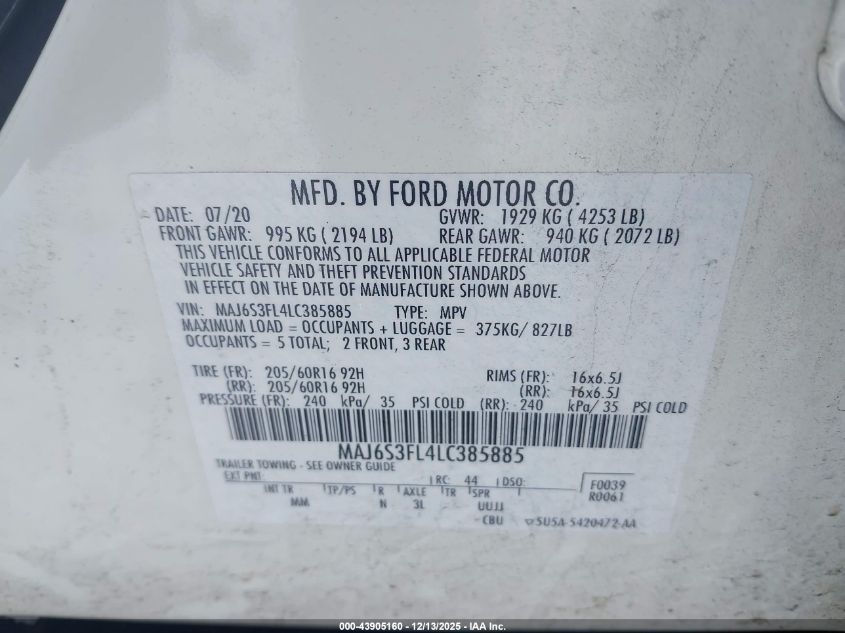 MFD. BY FORD MOTOR CO.
DATE: 07/20 GVWR: 1929 KG ( 4253 LB)
FRONT GAWR: 995 KG ( 2194 LB) REAR GAWR: 940 KG ( 2072 LB)
THIS VEHICLE CONFORMS TO ALL APPLICABLE FEDERAL MOTOR
VEHICLE SAFETY AND THEFT PREVENTION STANDARDS
IN EFFECT ON THE DATE OF MANUFACTURE SHOWN ABOVE.
VIN: MAJ6S3FL4LC385885 TYPE: MPV
MAXIMUM LOAD = OCCUPANTS + LUGGAGE = 375KG/ 827LB
OCCUPANTS = 5 TOTAL; 2 FRONT, 3 REAR
TIRE (FR): 205/60R16 92H RIMS (FR): 16x6.5J
(RR): 205/60R16 92H (RR): 16x6.5J
PRESSURE (FR): 240 kPa/ 35 PSI COLD (RR): 240 kPa/ 35 PSI COLD
MAJ6S3FL4LC385885
TRAILER TOWING - SEE OWNER GUIDE
EXT PNT: RC: 44 DSO: F0039
INT TR TP/PS R AXLE TR SPR R0061
MM N 3L UUJJ
CBU 5U5A-5420472-AA
000-43905160 - 12/13/2025 - IAA Inc.